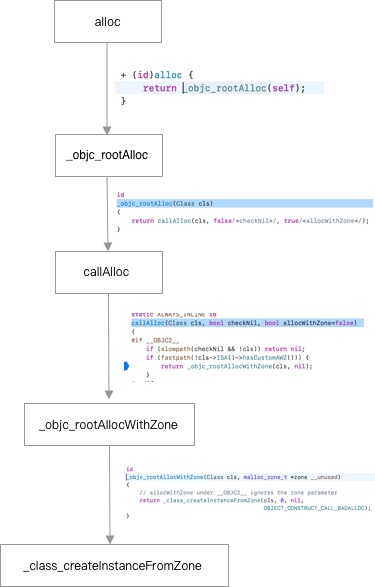 alloc
+ (id)alloc {
return _objc_rootAlloc(self);
}
_objc_rootAlloc
id
_objc_rootAlloc(Class cls)
{
return callAlloc(cls, false/*checkNil*/, true/*allocWithZone*/);
}
callAlloc
static ALWAYS_INLINE id
callAlloc(Class cls, bool checkNil, bool allocWithZone=false)
{
#if __OBJC2__
if (slowpath(checkNil && !cls)) return nil;
if (fastpath(!cls->ISA()->hasCustomAWZ())) {
return _objc_rootAllocWithZone(cls, nil);
}
_objc_rootAllocWithZone
id
_objc_rootAllocWithZone(Class cls, malloc_zone_t *zone __unused)
{
// allocWithZone under __OBJC2__ ignores the zone parameter
return _class_createInstanceFromZone(cls, 0, nil,
OBJECT_CONSTRUCT_CALL_BADALLOC);
}
_class_createInstanceFromZone